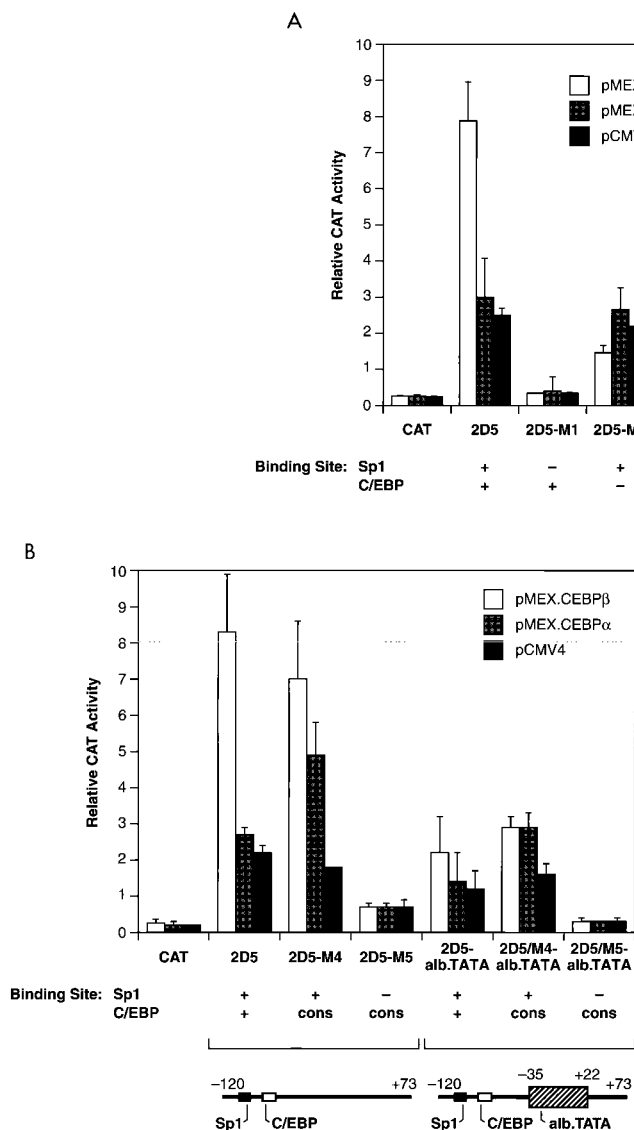 A
Relative CAT Activity
10
9
8
7
6
5
4
3
2
1
0
pMEX
pME
pCM
CAT 2D5 2D5-M1 2D5-M
Binding Site: Sp1 + – +
C/EBP + + –
B
Relative CAT Activity
10
9
8
7
6
5
4
3
2
1
0
pMEX.CEBPβ
pMEX.CEBPα
pCMV4
CAT 2D5 2D5-M4 2D5-M5 2D5-alb.TATA 2D5/M4-alb.TATA 2D5/M5-alb.TATA
Binding Site: Sp1 + + – + + –
C/EBP + cons cons + cons cons
–120 +73 –120 –35 +22 +73
Sp1 C/EBP Sp1 C/EBP alb.TATA